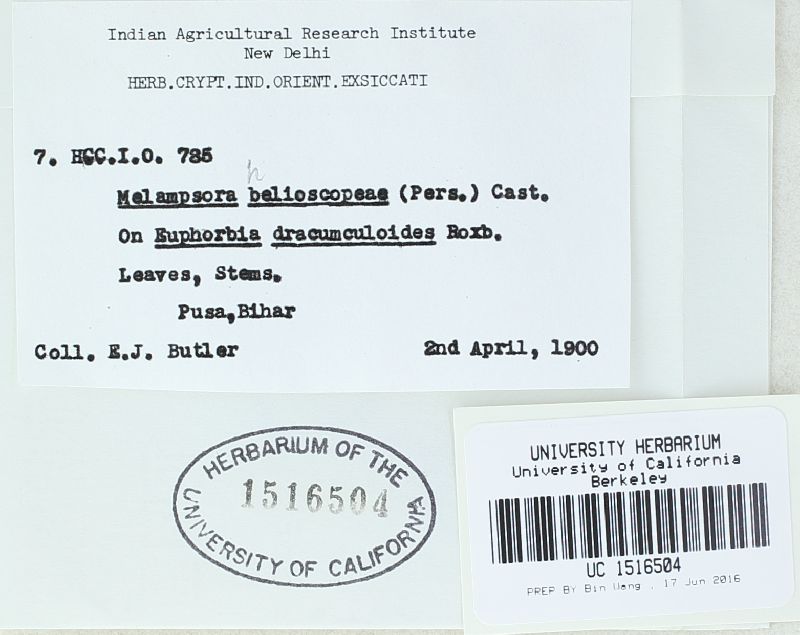 Indian Agricultural Research Institute
New Delhi
HERB.CRYPT.IND.ORIENT.EXSICCATI
7. HCC.I.O. 785
h
Melampsora belioscopeae (Pers.) Cast.
On Euphorbia dracumculoides Roxb.
Leaves, Stems.
Pusa,Bihar
Coll. E.J. Butler 2nd April, 1900
HERBARIUM OF THE
1516504
UNIVERSITY OF CALIFORNIA
UNIVERSITY HERBARIUM
University of California
Berkeley
UC 1516504
PREP BY Bin Wang , 17 Jun 2016